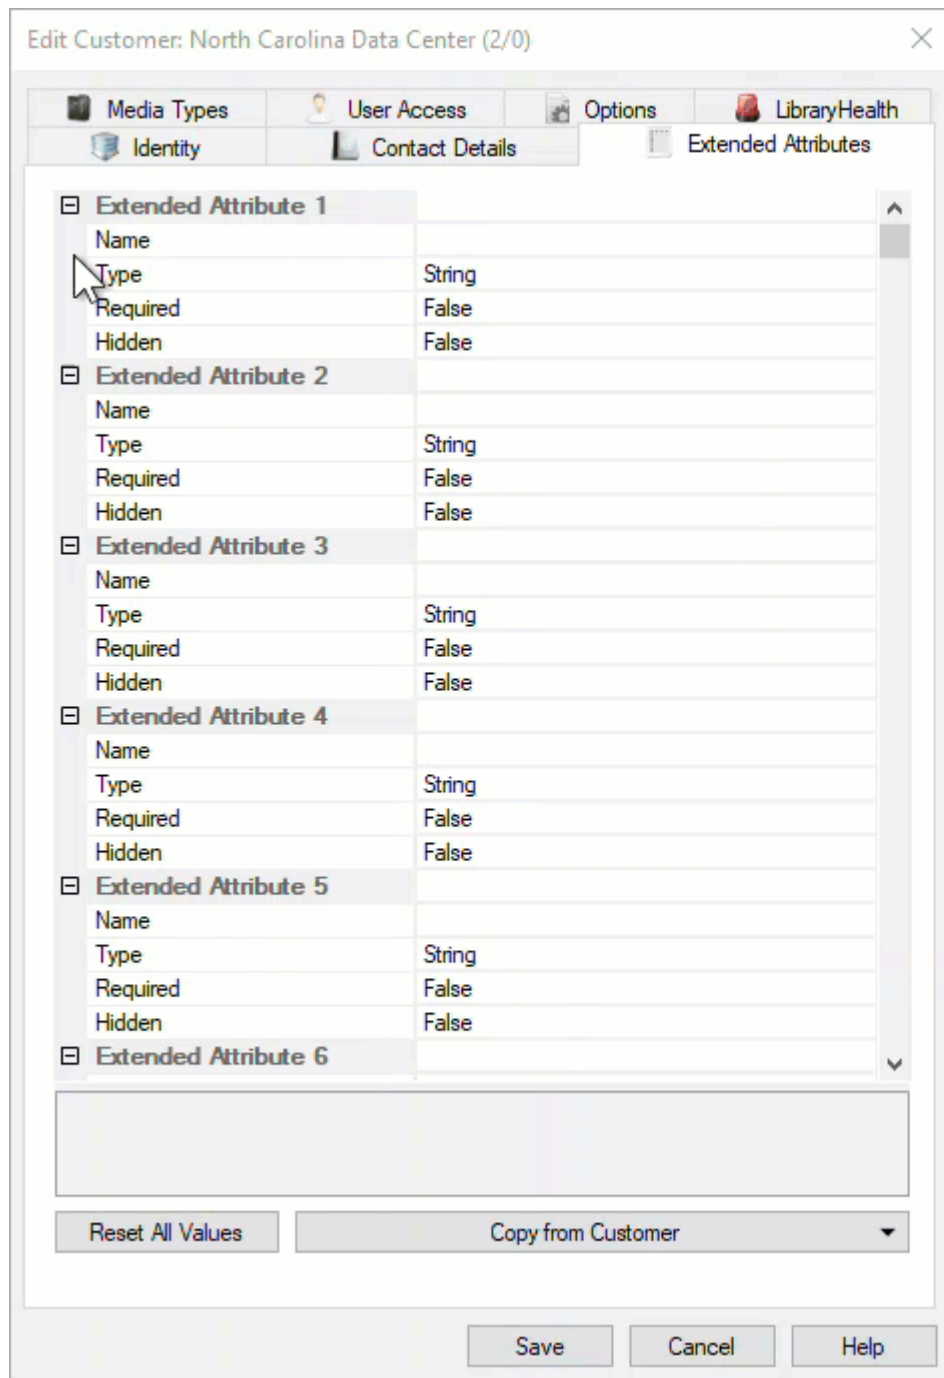 Edit Customer: North Carolina Data Center (2/0)
Media Types User Access Options LibraryHealth
Identity Contact Details Extended Attributes
Extended Attribute 1
Name
Type String
Required False
Hidden False
Extended Attribute 2
Name
Type String
Required False
Hidden False
Extended Attribute 3
Name
Type String
Required False
Hidden False
Extended Attribute 4
Name
Type String
Required False
Hidden False
Extended Attribute 5
Name
Type String
Required False
Hidden False
Extended Attribute 6
Reset All Values Copy from Customer
Save Cancel Help